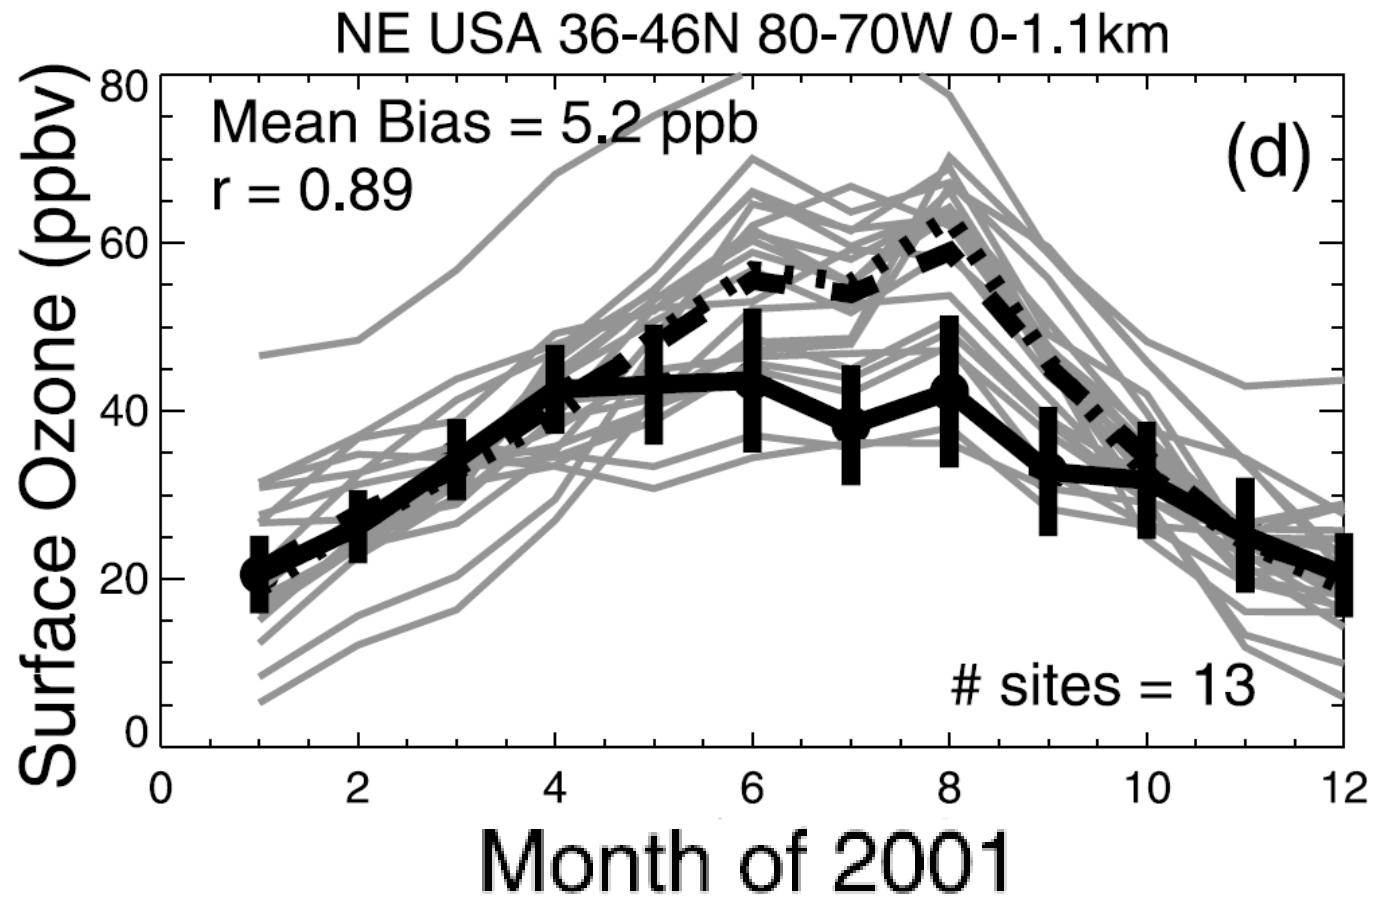 NE USA 36-46N 80-70W 0-1.1km
Mean Bias = 5.2 ppb
r = 0.89
(d)
# sites = 13
Surface Ozone (ppbv)
80
60
40
20
0
0 2 4 6 8 10 12
Month of 2001